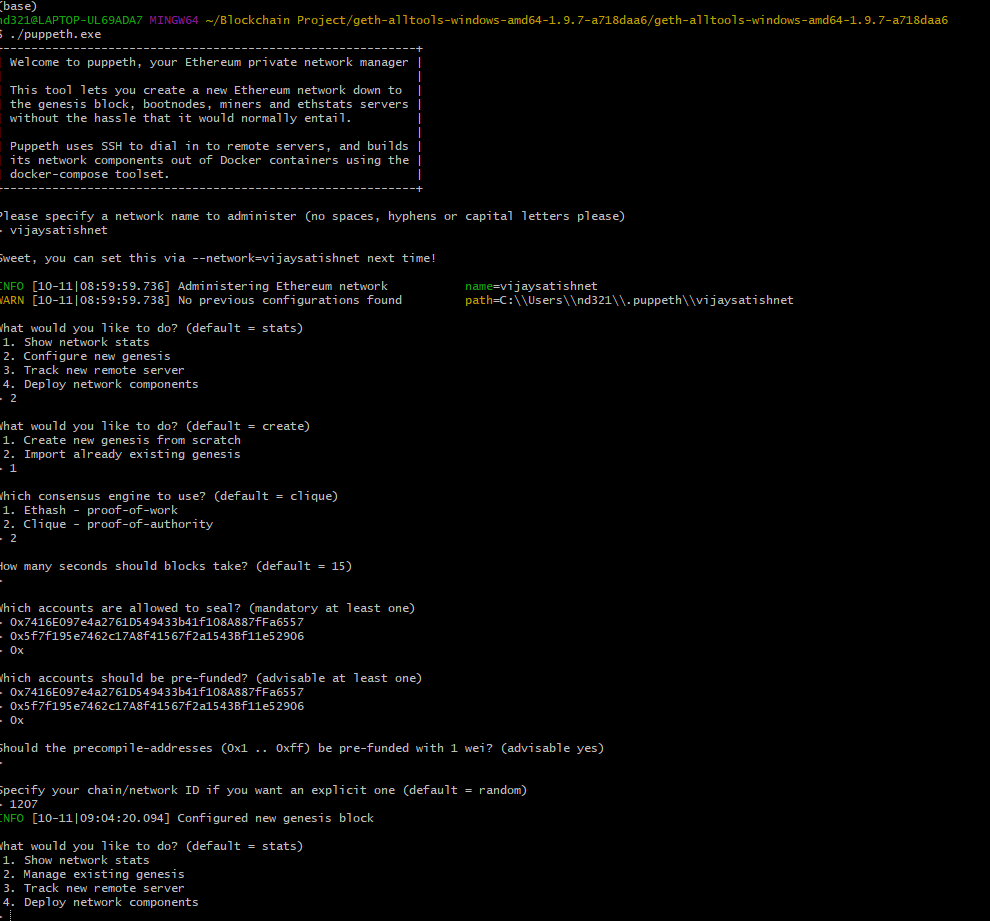 (base)
nd321@LAPTOP-UL69ADA7 MINGW64 ~/Blockchain Project/geth-alltools-windows-amd64-1.9.7-a718daa6/geth-alltools-windows-amd64-1.9.7-a718daa6
$ ./puppeth.exe
-----------------------------------------------------------+
| Welcome to puppeth, your Ethereum private network manager |
| |
| This tool lets you create a new Ethereum network down to |
| the genesis block, bootnodes, miners and ethstats servers |
| without the hassle that it would normally entail. |
| |
| Puppeth uses SSH to dial in to remote servers, and builds |
| its network components out of Docker containers using the |
| docker-compose toolset. |
-----------------------------------------------------------+
Please specify a network name to administer (no spaces, hyphens or capital letters please)
> vijaysatishnet
Sweet, you can set this via --network=vijaysatishnet next time!
INFO [10-11|08:59:59.736] Administering Ethereum network name=vijaysatishnet
WARN [10-11|08:59:59.738] No previous configurations found path=C:\\Users\\nd321\\.puppeth\\vijaysatishnet
What would you like to do? (default = stats)
1. Show network stats
2. Configure new genesis
3. Track new remote server
4. Deploy network components
> 2
What would you like to do? (default = create)
1. Create new genesis from scratch
2. Import already existing genesis
> 1
Which consensus engine to use? (default = clique)
1. Ethash - proof-of-work
2. Clique - proof-of-authority
> 2
How many seconds should blocks take? (default = 15)
>
Which accounts are allowed to seal? (mandatory at least one)
> 0x7416E097e4a2761D549433b41f108A887fFa6557
> 0x5f7f195e7462c17A8f41567f2a1543Bf11e52906
> 0x
Which accounts should be pre-funded? (advisable at least one)
> 0x7416E097e4a2761D549433b41f108A887fFa6557
> 0x5f7f195e7462c17A8f41567f2a1543Bf11e52906
> 0x
Should the precompile-addresses (0x1 .. 0xff) be pre-funded with 1 wei? (advisable yes)
>
Specify your chain/network ID if you want an explicit one (default = random)
> 1207
INFO [10-11|09:04:20.094] Configured new genesis block
What would you like to do? (default = stats)
1. Show network stats
2. Manage existing genesis
3. Track new remote server
4. Deploy network components
>